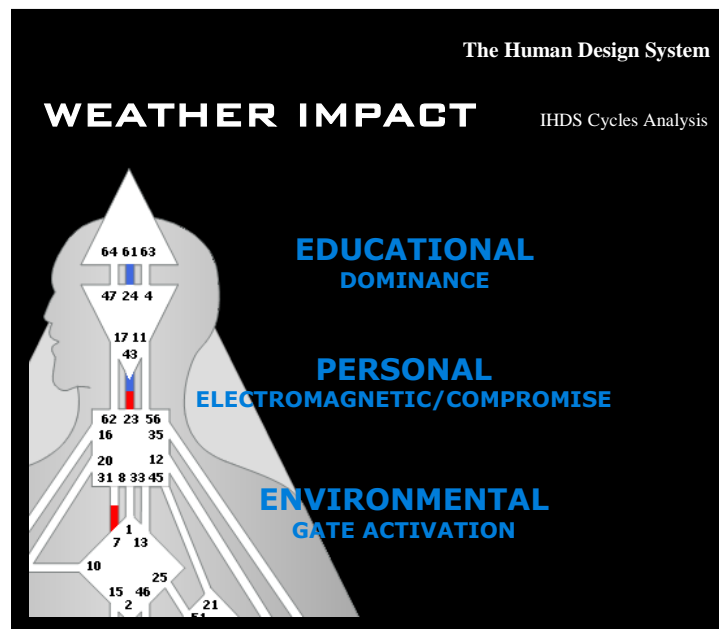 The Human Design System
WEATHER IMPACT
IHDS Cycles Analysis
EDUCATIONAL
DOMINANCE
PERSONAL
ELECTROMAGNETIC/COMPROMISE
ENVIRONMENTAL
GATE ACTIVATION
64 61 63
47 24 4
17 11
43
62 23 56
16 35
20 12
31 8 33 45
1
7 13
10
25
15 46
2 21
51